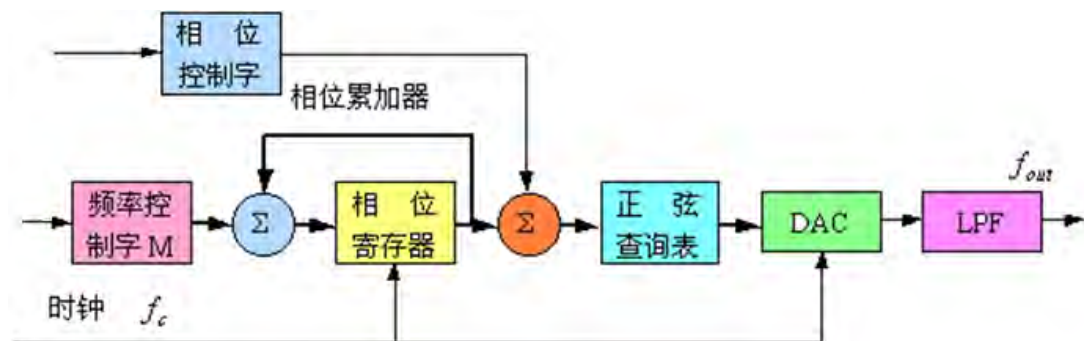 相 位
控制字
相位累加器
频率控
制字 M
Σ
相 位
寄存器
Σ
正 弦
查询表
DAC
LPF
f_out
时钟 f_c